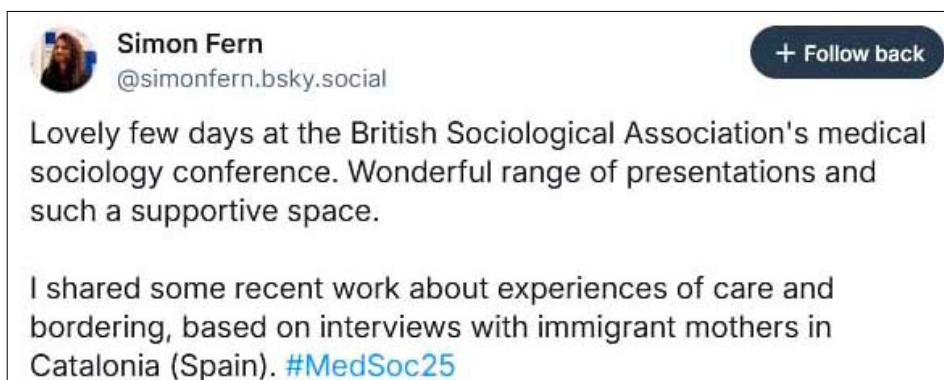 Simon Fern
@simonfern.bsky.social
+ Follow back
Lovely few days at the British Sociological Association's medical
sociology conference. Wonderful range of presentations and
such a supportive space.
I shared some recent work about experiences of care and
bordering, based on interviews with immigrant mothers in
Catalonia (Spain). #MedSoc25